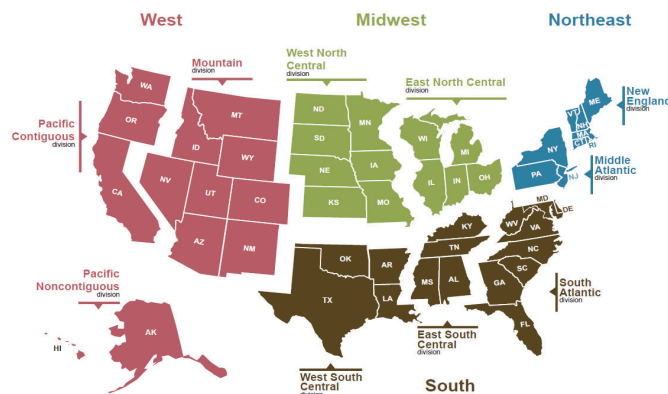 West
Midwest
Northeast
Mountain
division
West North
Central
division
East North Central
division
New
England
division
Pacific
Contiguous
division
Middle
Atlantic
division
WA
OR
CA
NV
ID
MT
WY
UT
CO
AZ
NM
ND
SD
NE
KS
MN
IA
MO
WI
IL
MI
IN
OH
ME
VT
NH
MA
CT
RI
NY
PA
NJ
MD
DE
WV
VA
KY
TN
NC
SC
GA
FL
MS
AL
OK
TX
AR
LA
Pacific
Noncontiguous
division
AK
HI
South
Atlantic
division
East South
Central
division
West South
Central
division
South